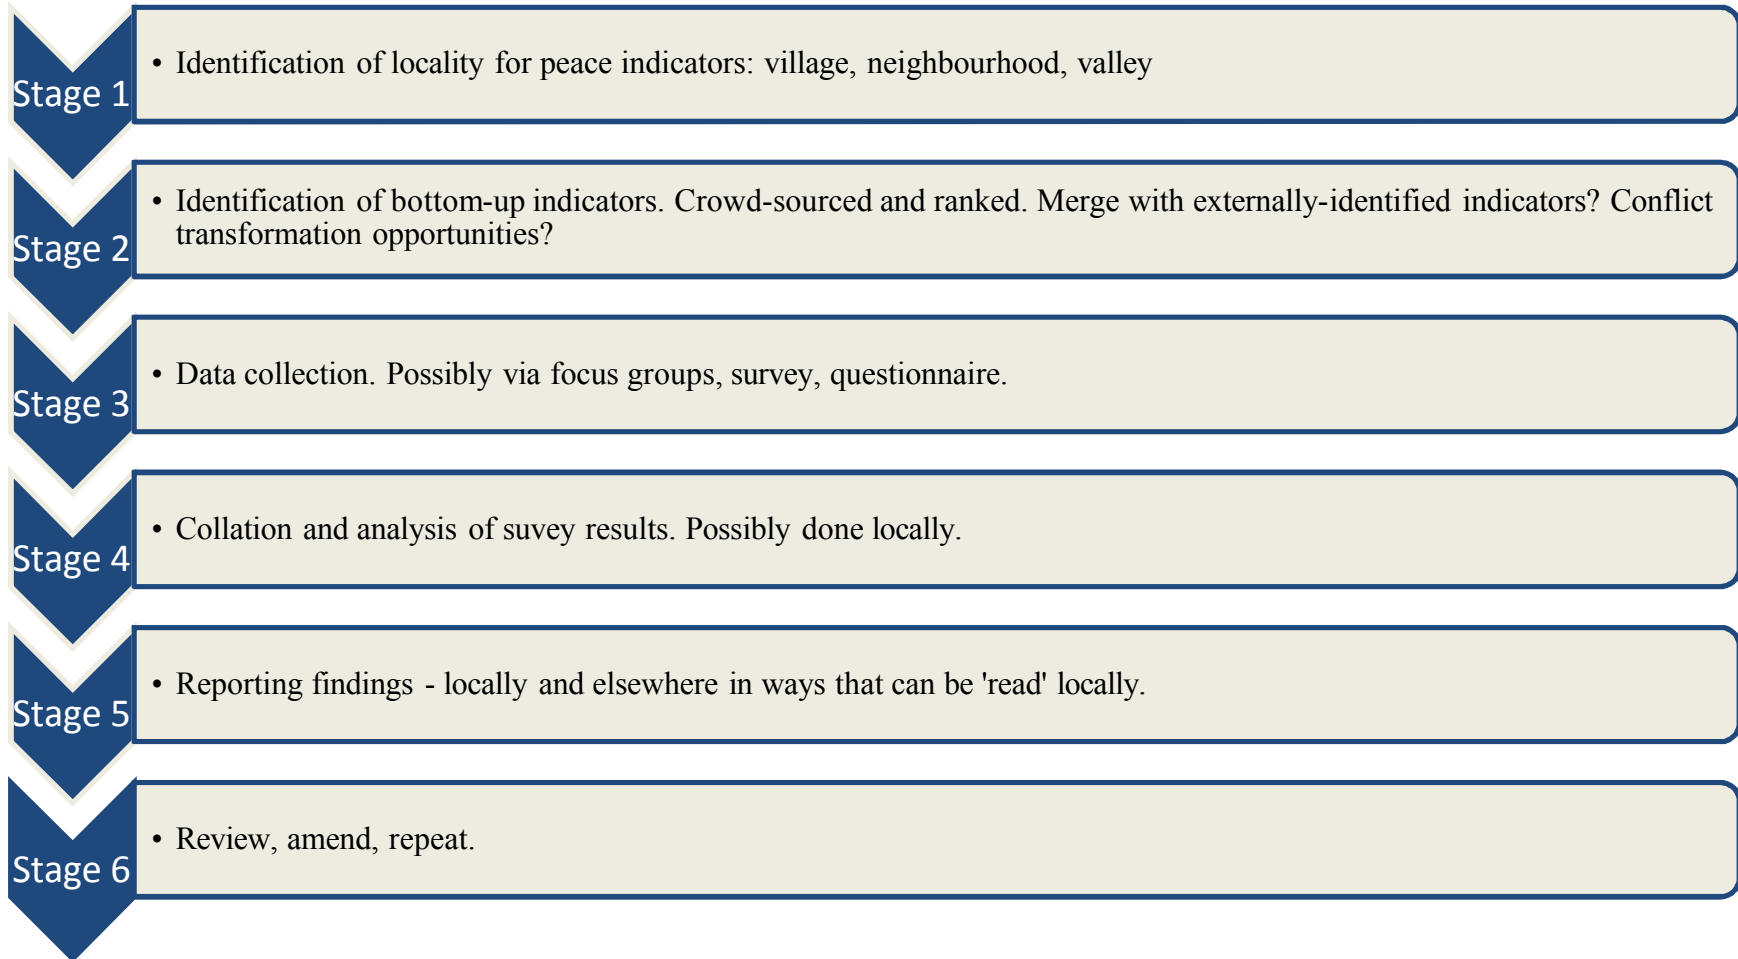 Stage 1
• Identification of locality for peace indicators: village, neighbourhood, valley
Stage 2
• Identification of bottom-up indicators. Crowd-sourced and ranked. Merge with externally-identified indicators? Conflict
transformation opportunities?
Stage 3
• Data collection. Possibly via focus groups, survey, questionnaire.
Stage 4
• Collation and analysis of suvey results. Possibly done locally.
Stage 5
• Reporting findings - locally and elsewhere in ways that can be 'read' locally.
Stage 6
• Review, amend, repeat.